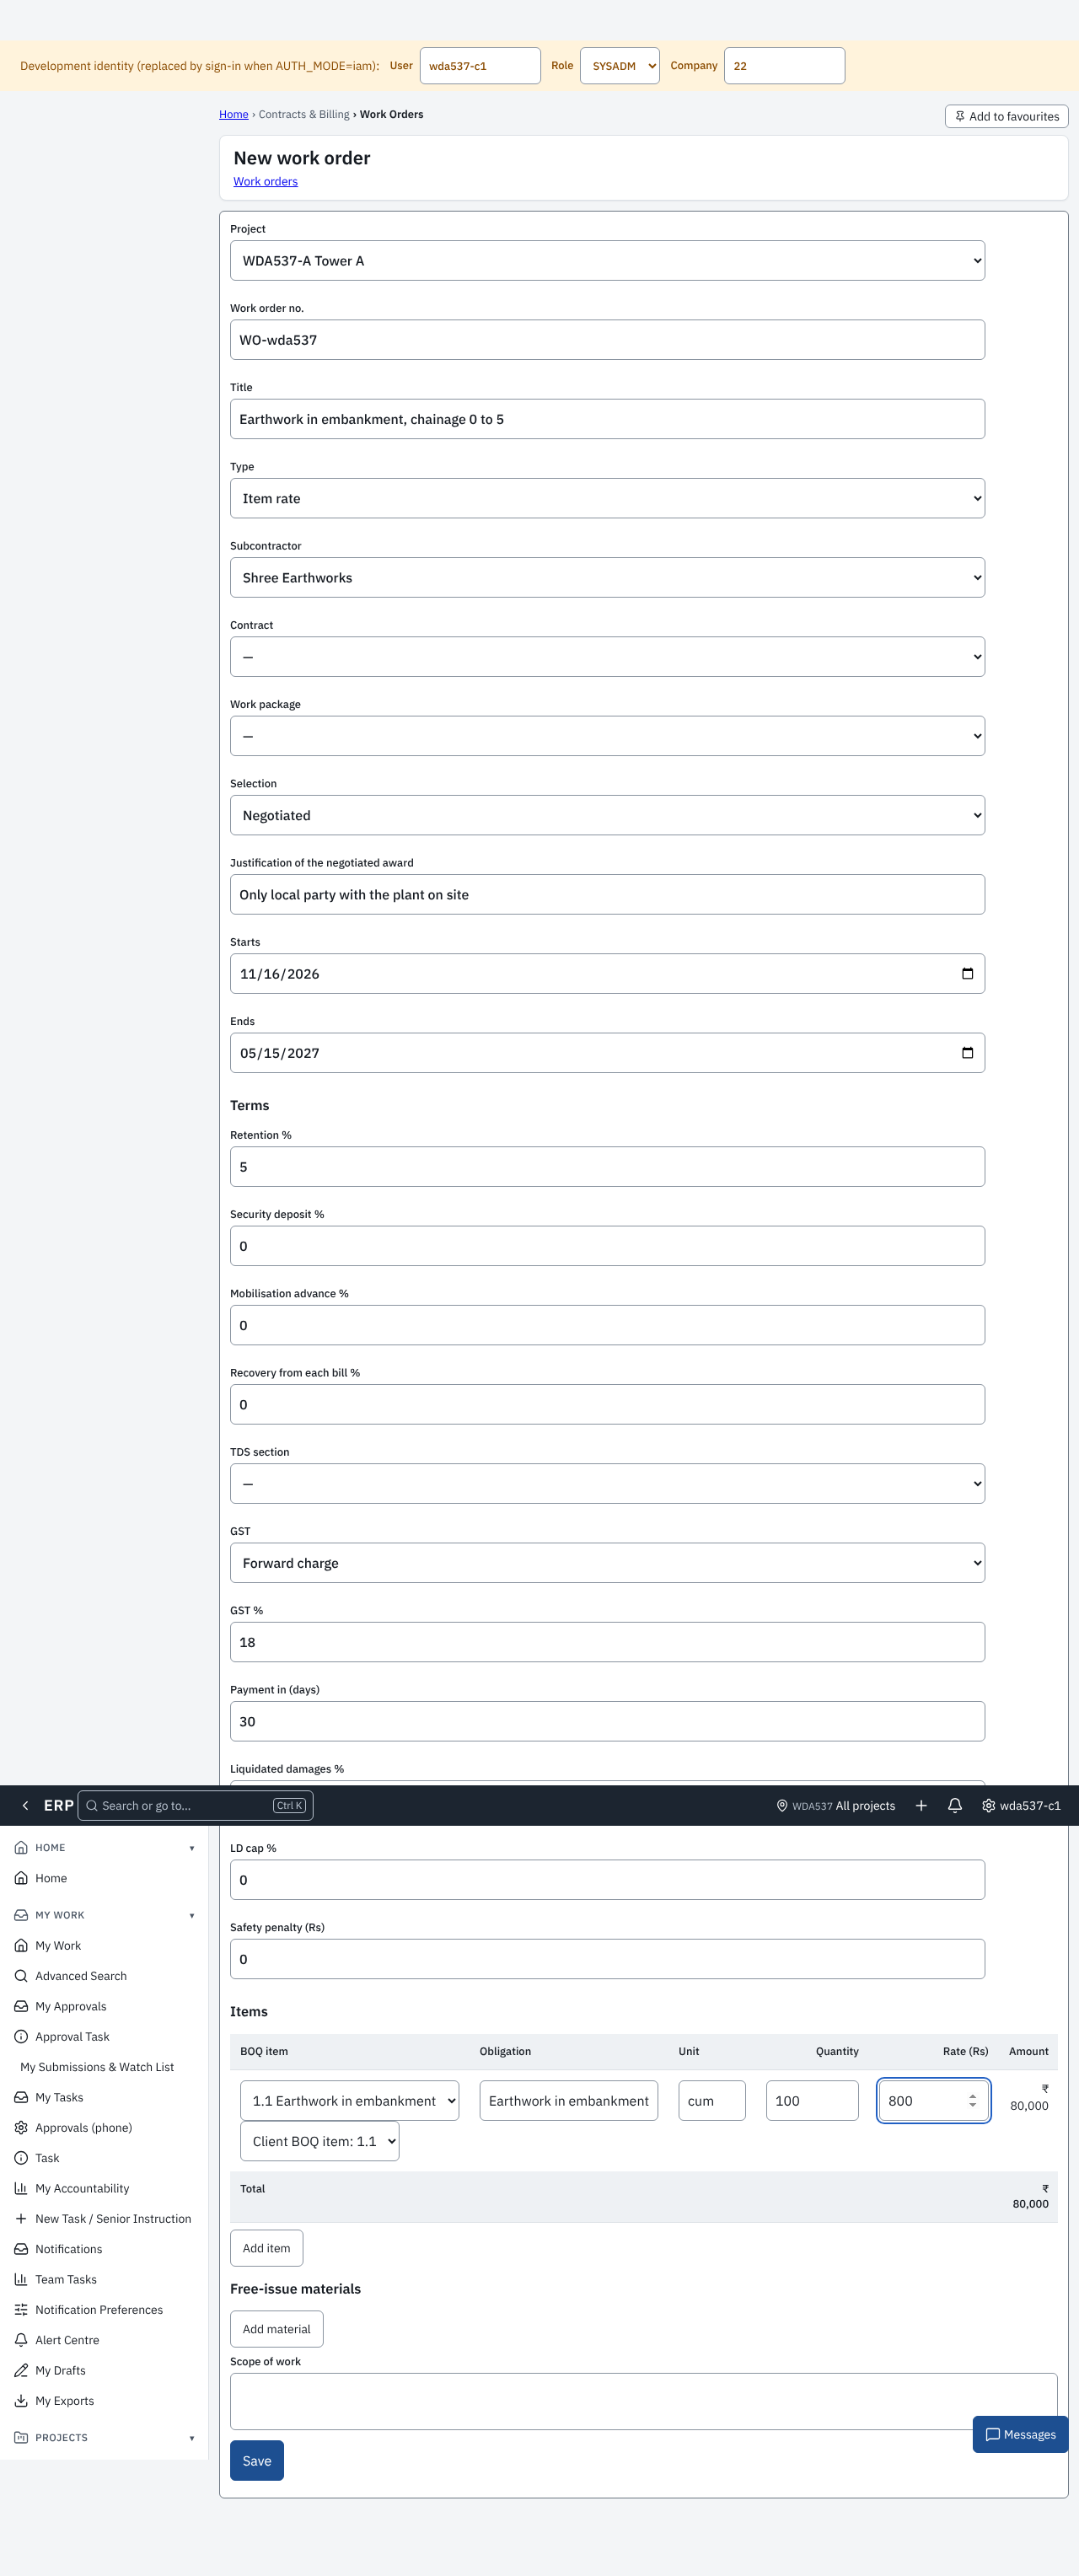 Development identity (replaced by sign-in when AUTH_MODE=iam): User wda537-c1 Role SYSADM Company 22
Home › Contracts & Billing › Work Orders
Add to favourites
New work order
Work orders
Project
WDA537-A Tower A
Work order no.
WO-wda537
Title
Earthwork in embankment, chainage 0 to 5
Type
Item rate
Subcontractor
Shree Earthworks
Contract
—
Work package
—
Selection
Negotiated
Justification of the negotiated award
Only local party with the plant on site
Starts
11/16/2026
Ends
05/15/2027
Terms
Retention %
5
Security deposit %
0
Mobilisation advance %
0
Recovery from each bill %
0
TDS section
—
GST
Forward charge
GST %
18
Payment in (days)
30
Liquidated damages %
ERP Search or go to... Ctrl K WDA537 All projects wda537-c1
HOME
Home
MY WORK
My Work
Advanced Search
My Approvals
Approval Task
My Submissions & Watch List
My Tasks
Approvals (phone)
Task
My Accountability
New Task / Senior Instruction
Notifications
Team Tasks
Notification Preferences
Alert Centre
My Drafts
My Exports
PROJECTS
LD cap %
0
Safety penalty (Rs)
0
Items
BOQ item Obligation Unit Quantity Rate (Rs) Amount
1.1 Earthwork in embankment Earthwork in embankment cum 100 800 ₹ 80,000
Client BOQ item: 1.1
Total ₹ 80,000
Add item
Free-issue materials
Add material
Scope of work
Messages
Save